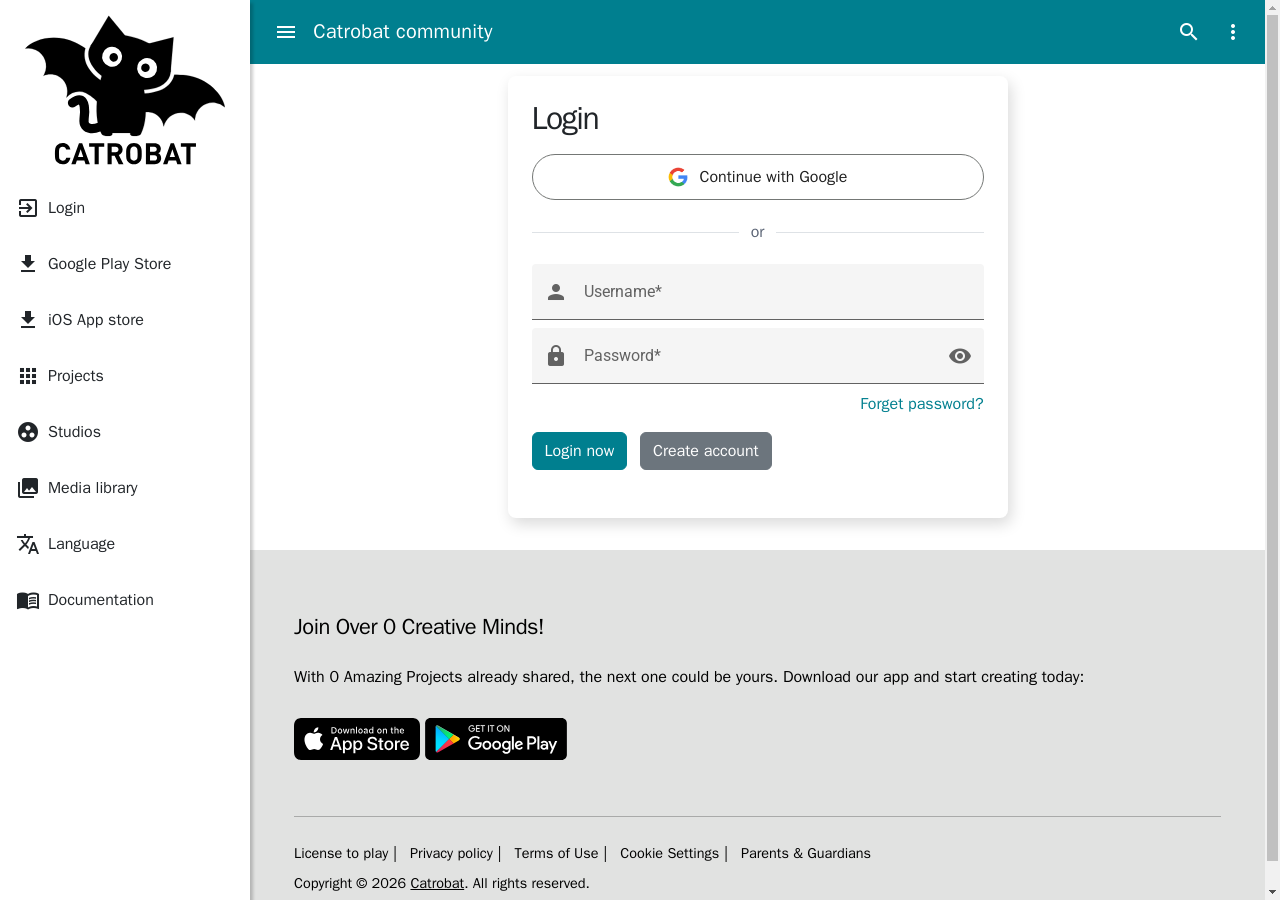 CATROBAT
Login
Google Play Store
iOS App store
Projects
Studios
Media library
Language
Documentation
Catrobat community
Login
Continue with Google
or
Username*
Password*
Forget password?
Login now
Create account
Join Over 0 Creative Minds!
With 0 Amazing Projects already shared, the next one could be yours. Download our app and start creating today:
Download on the
App Store
GET IT ON
Google Play
License to play | Privacy policy | Terms of Use | Cookie Settings | Parents & Guardians
Copyright © 2026 Catrobat. All rights reserved.